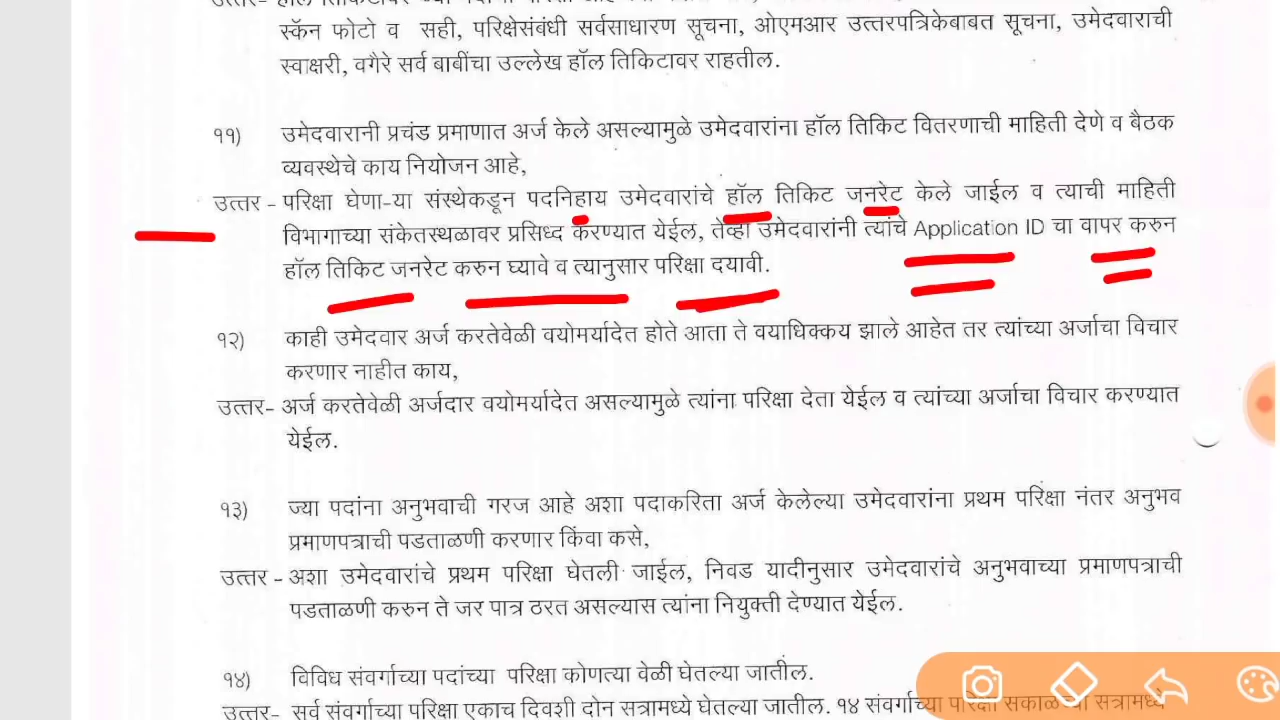 उत्तर-
स्कॅन फोटो व सही, परिक्षेसंबंधी सर्वसाधारण सूचना, ओएमआर उत्तरपत्रिकेबाबत सूचना, उमेदवाराची
स्वाक्षरी, वगैरे सर्व बाबींचा उल्लेख हॉल तिकिटावर राहतील.
११) उमेदवारानी प्रचंड प्रमाणात अर्ज केले असल्यामुळे उमेदवारांना हॉल तिकिट वितरणाची माहिती देणे व बैठक
व्यवस्थेचे काय नियोजन आहे,
उत्तर - परिक्षा घेणा-या संस्थेकडून पदनिहाय उमेदवारांचे हॉल तिकिट जनरेट केले जाईल व त्याची माहिती
विभागाच्या संकेतस्थळावर प्रसिध्द करण्यात येईल, तेव्हा उमेदवारांनी त्यांचे Application ID चा वापर करुन
हॉल तिकिट जनरेट करुन घ्यावे व त्यानुसार परिक्षा दयावी.
१२) काही उमेदवार अर्ज करतेवेळी वयोमर्यादेत होते आता ते वयाधिक्कय झाले आहेत तर त्यांच्या अर्जाचा विचार
करणार नाहीत काय,
उत्तर- अर्ज करतेवेळी अर्जदार वयोमर्यादेत असल्यामुळे त्यांना परिक्षा देता येईल व त्यांच्या अर्जाचा विचार करण्यात
येईल.
१३) ज्या पदांना अनुभवाची गरज आहे अशा पदाकरिता अर्ज केलेल्या उमेदवारांना प्रथम परिक्षा नंतर अनुभव
प्रमाणपत्राची पडताळणी करणार किंवा कसे,
उत्तर - अशा उमेदवारांचे प्रथम परिक्षा घेतली जाईल, निवड यादीनुसार उमेदवारांचे अनुभवाच्या प्रमाणपत्राची
पडताळणी करुन ते जर पात्र ठरत असल्यास त्यांना नियुक्ती देण्यात येईल.
१४) विविध संवर्गाच्या पदांच्या परिक्षा कोणत्या वेळी घेतल्या जातील.
उत्तर- सर्व संवर्गाच्या परिक्षा एकाच दिवशी दोन सत्रामध्ये घेतल्या जातील. १४ संवर्गाच्या परिक्षा सत्रामध्ये